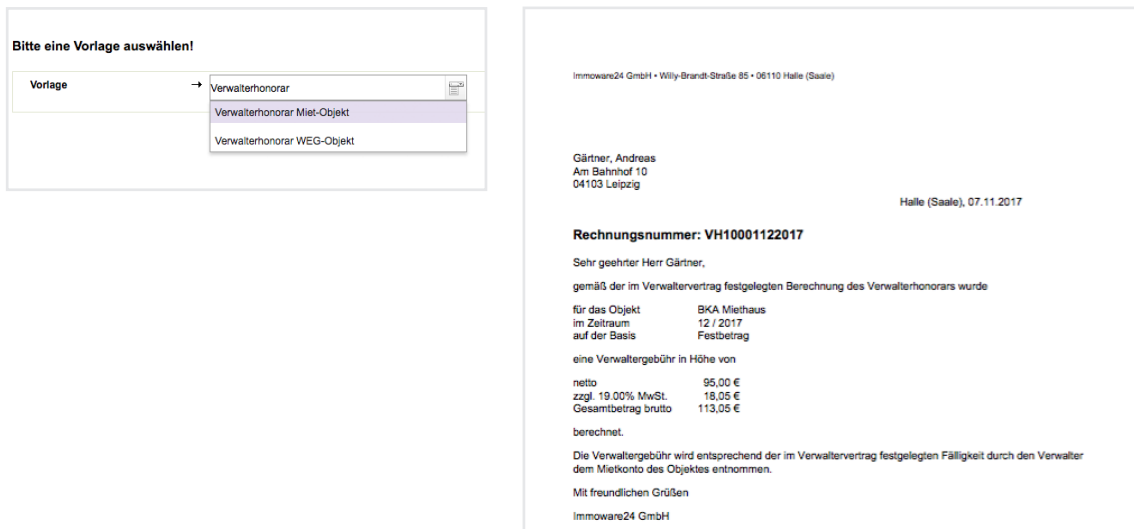 Bitte eine Vorlage auswählen!
Vorlage → Verwalterhonorar
Verwalterhonorar Miet-Objekt
Verwalterhonorar WEG-Objekt
Immoware24 GmbH • Willy-Brandt-Straße 85 • 06110 Halle (Saale)
Gärtner, Andreas
Am Bahnhof 10
04103 Leipzig
Halle (Saale), 07.11.2017
Rechnungsnummer: VH10001122017
Sehr geehrter Herr Gärtner,
gemäß der im Verwaltervertrag festgelegten Berechnung des Verwalterhonorars wurde
für das Objekt BKA Miethaus
im Zeitraum 12 / 2017
auf der Basis Festbetrag
eine Verwaltergebühr in Höhe von
netto 95,00 €
zzgl. 19.00% MwSt. 18,05 €
Gesamtbetrag brutto 113,05 €
berechnet.
Die Verwaltergebühr wird entsprechend der im Verwaltervertrag festgelegten Fälligkeit durch den Verwalter
dem Mietkonto des Objektes entnommen.
Mit freundlichen Grüßen
Immoware24 GmbH